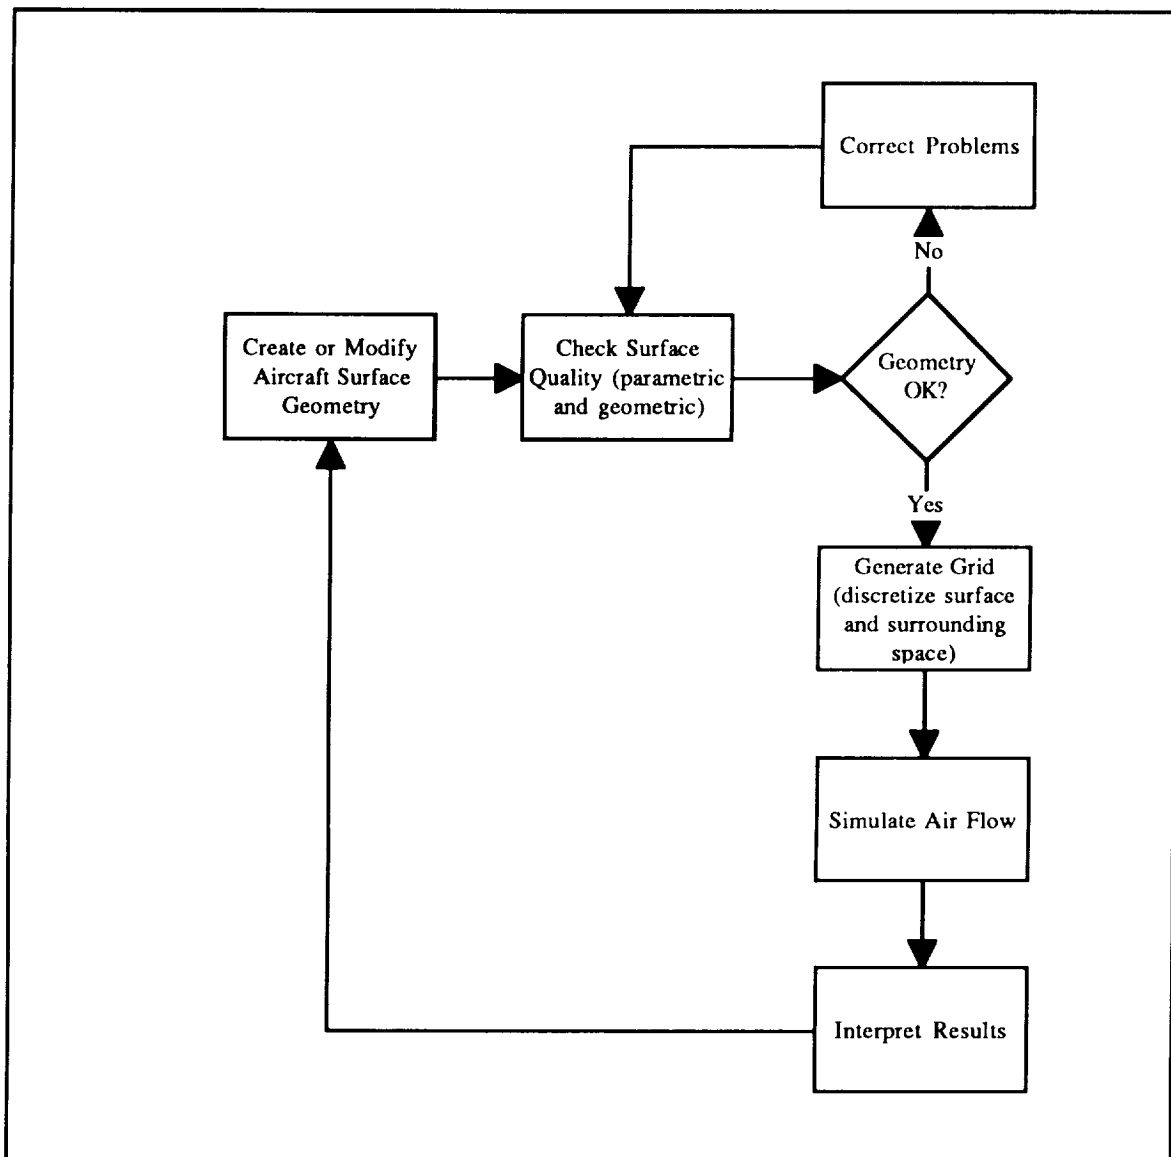 Correct Problems
No
Create or Modify
Aircraft Surface
Geometry
Check Surface
Quality (parametric
and geometric)
Geometry
OK?
Yes
Generate Grid
(discretize surface
and surrounding
space)
Simulate Air Flow
Interpret Results